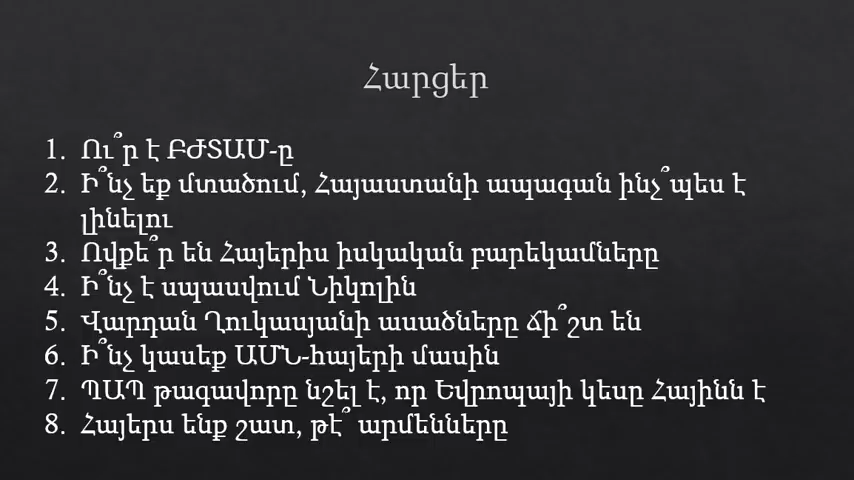 Հարցեր
1. Ու՞ր է ԲԺՏԱՄ-ը
2. Ի՞նչ եք մտածում, Հայաստանի ապագան ինչ՞պես է
լինելու
3. Ովքե՞ր են Հայերիս իսկական բարեկամները
4. Ի՞նչ է սպասվում Նիկոլին
5. Վարդան Ղուկասյանի ասածները ճի՞շտ են
6. Ի՞նչ կասեք ԱՄՆ-հայերի մասին
7. ՊԱՊ թագավորը նշել է, որ Եվրոպայի կեսը Հայինն է
8. Հայերս ենք շատ, թէ՞ արմենները